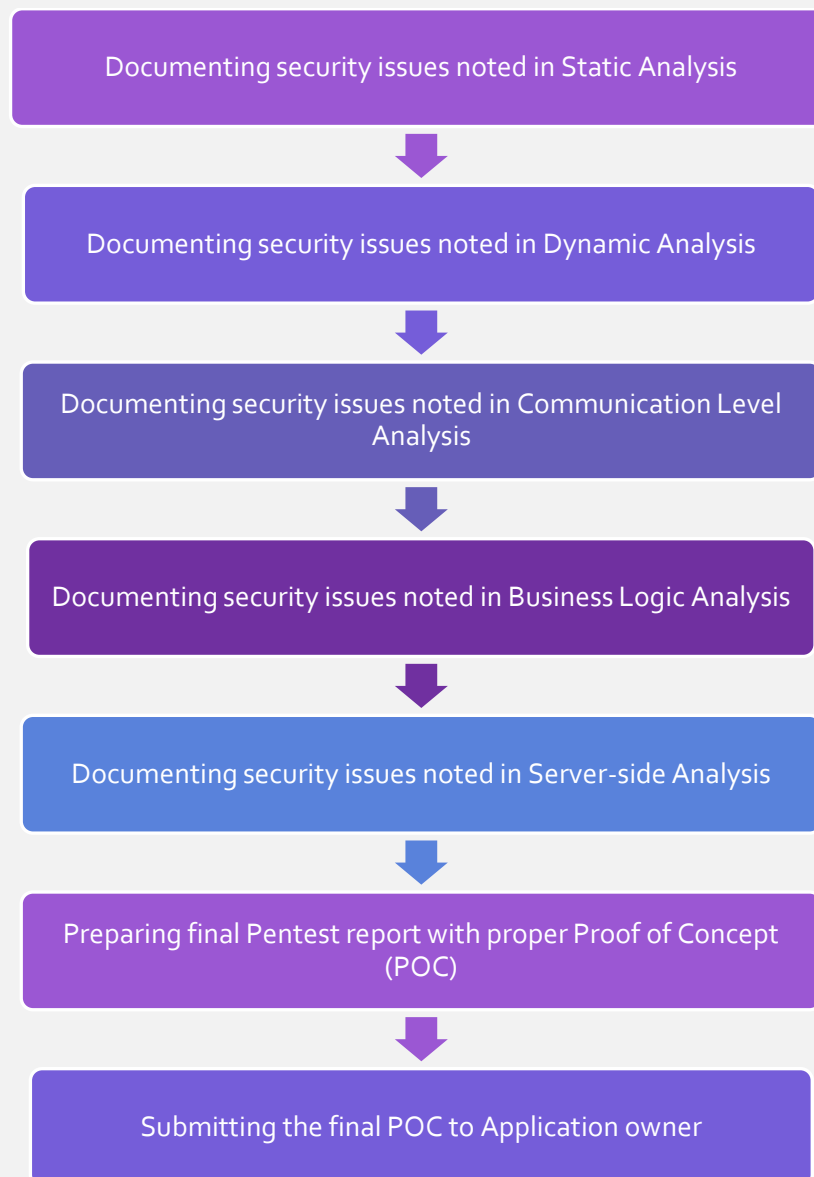 Documenting security issues noted in Static Analysis
Documenting security issues noted in Dynamic Analysis
Documenting security issues noted in Communication Level
Analysis
Documenting security issues noted in Business Logic Analysis
Documenting security issues noted in Server-side Analysis
Preparing final Pentest report with proper Proof of Concept
(POC)
Submitting the final POC to Application owner